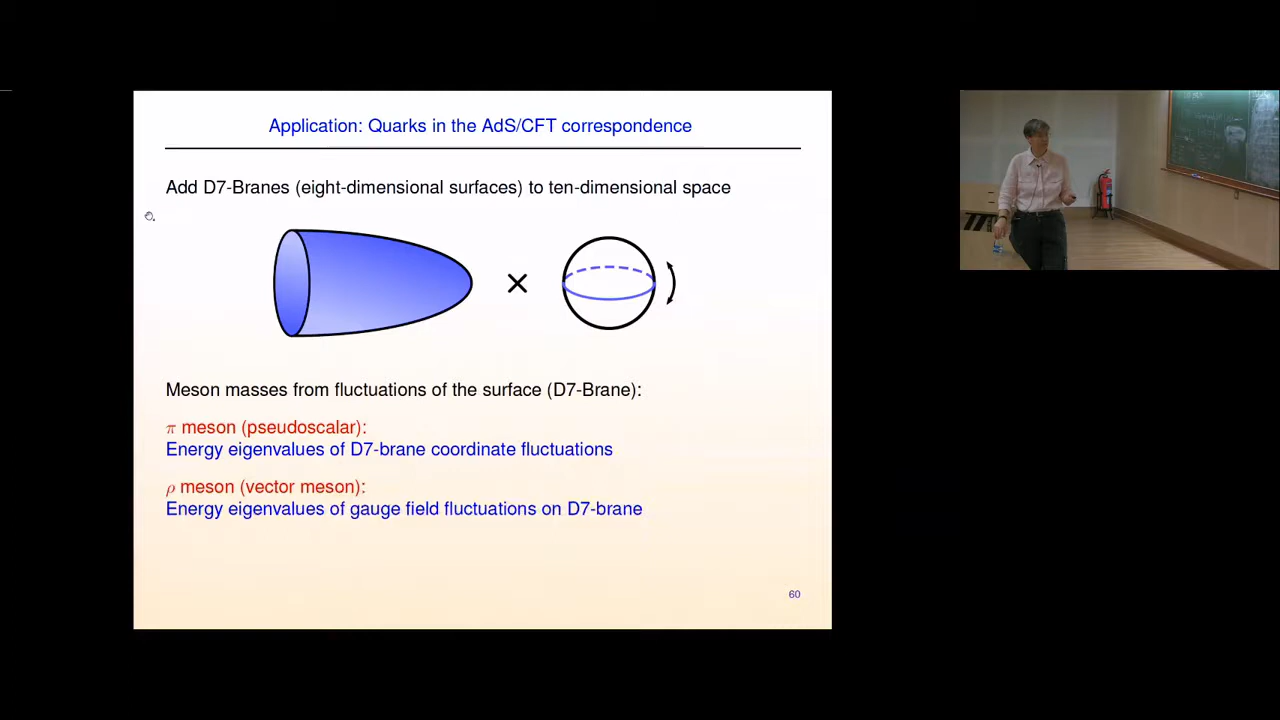 Application: Quarks in the AdS/CFT correspondence
Add D7-Branes (eight-dimensional surfaces) to ten-dimensional space
×
Meson masses from fluctuations of the surface (D7-Brane):
π meson (pseudoscalar):
Energy eigenvalues of D7-brane coordinate fluctuations
ρ meson (vector meson):
Energy eigenvalues of gauge field fluctuations on D7-brane
60